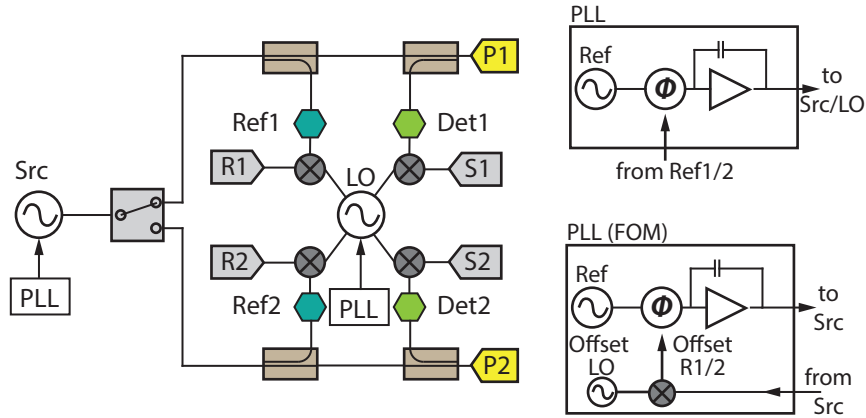 PLL
P1
Ref
to
Src/LO
Ref1
Det1
R1
S1
from Ref1/2
Src
LO
PLL (FOM)
R2
S2
Ref
PLL
Ref2
PLL
Det2
to
Src
Offset
LO
Offset
R1/2
from
Src
P2
Φ
Φ